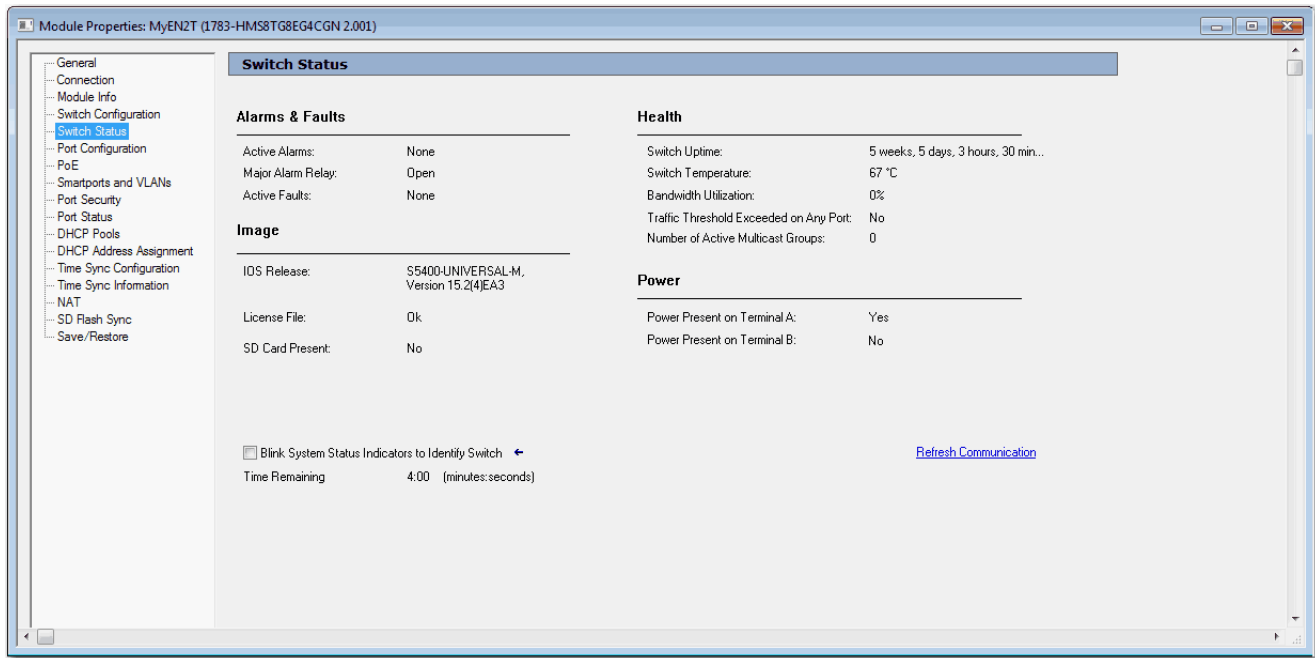 Module Properties: MyEN2T (1783-HMS8TG8EG4CGN 2.001)
General
Connection
Module Info
Switch Configuration
Switch Status
Port Configuration
PoE
Smartports and VLANs
Port Security
Port Status
DHCP Pools
DHCP Address Assignment
Time Sync Configuration
Time Sync Information
NAT
SD Flash Sync
Save/Restore
Switch Status
Alarms & Faults
Active Alarms: None
Major Alarm Relay: Open
Active Faults: None
Image
IOS Release: S5400-UNIVERSAL-M,
Version 15.2(4)EA3
License File: Ok
SD Card Present: No
Health
Switch Uptime: 5 weeks, 5 days, 3 hours, 30 min...
Switch Temperature: 67 °C
Bandwidth Utilization: 0%
Traffic Threshold Exceeded on Any Port: No
Number of Active Multicast Groups: 0
Power
Power Present on Terminal A: Yes
Power Present on Terminal B: No
Blink System Status Indicators to Identify Switch ←
Time Remaining 4:00 (minutes:seconds)
Refresh Communication